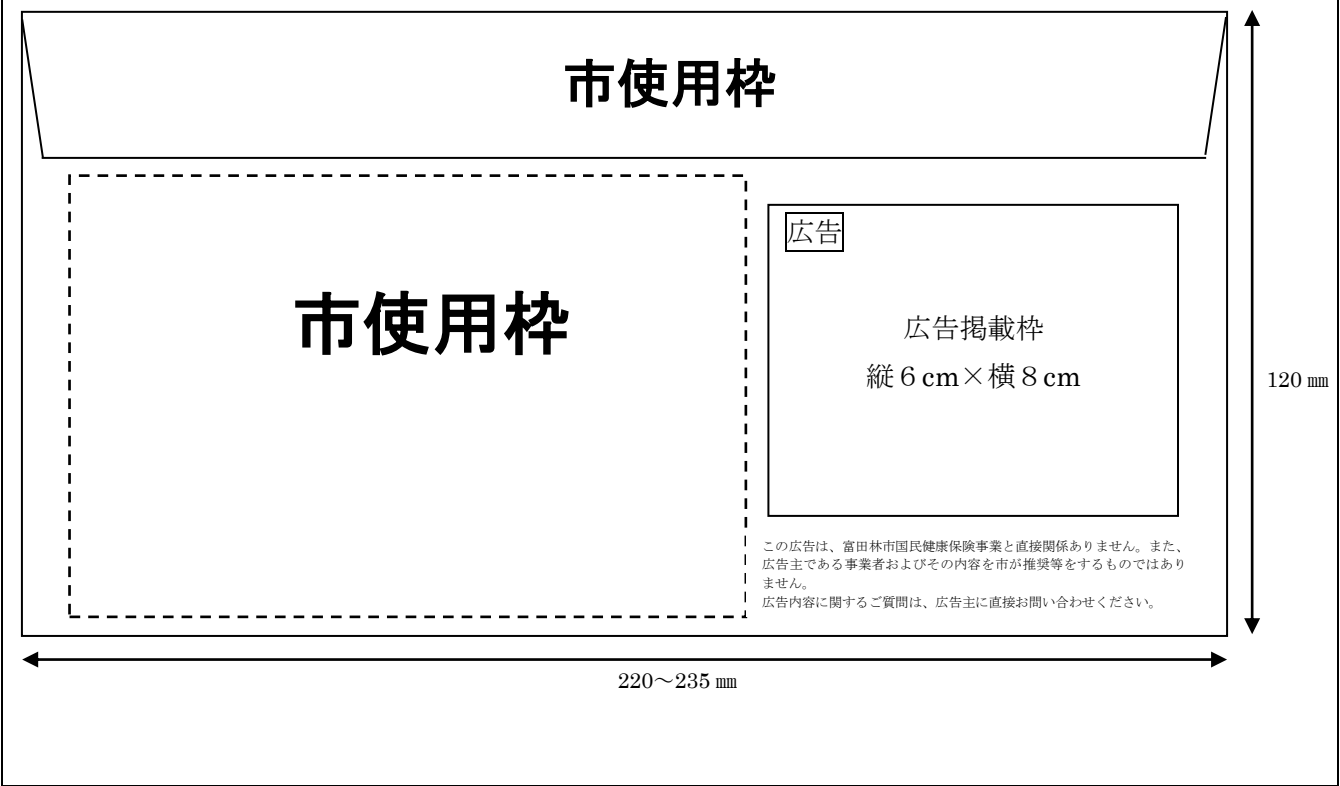 市使用枠
市使用枠
広告
広告掲載枠
縦６cm×横８cm
120 ㎜
この広告は、富田林市国民健康保険事業と直接関係ありません。また、
広告主である事業者およびその内容を市が推奨等をするものではあり
ません。
広告内容に関するご質問は、広告主に直接お問い合わせください。
220～235 ㎜